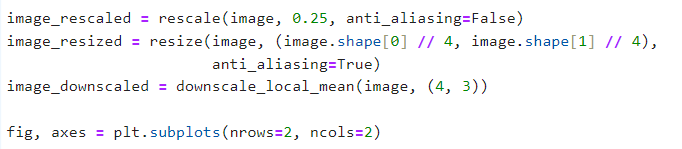 image_rescaled = rescale(image, 0.25, anti_aliasing=False)
image_resized = resize(image, (image.shape[0] // 4, image.shape[1] // 4),
                       anti_aliasing=True)
image_downscaled = downscale_local_mean(image, (4, 3))

fig, axes = plt.subplots(nrows=2, ncols=2)